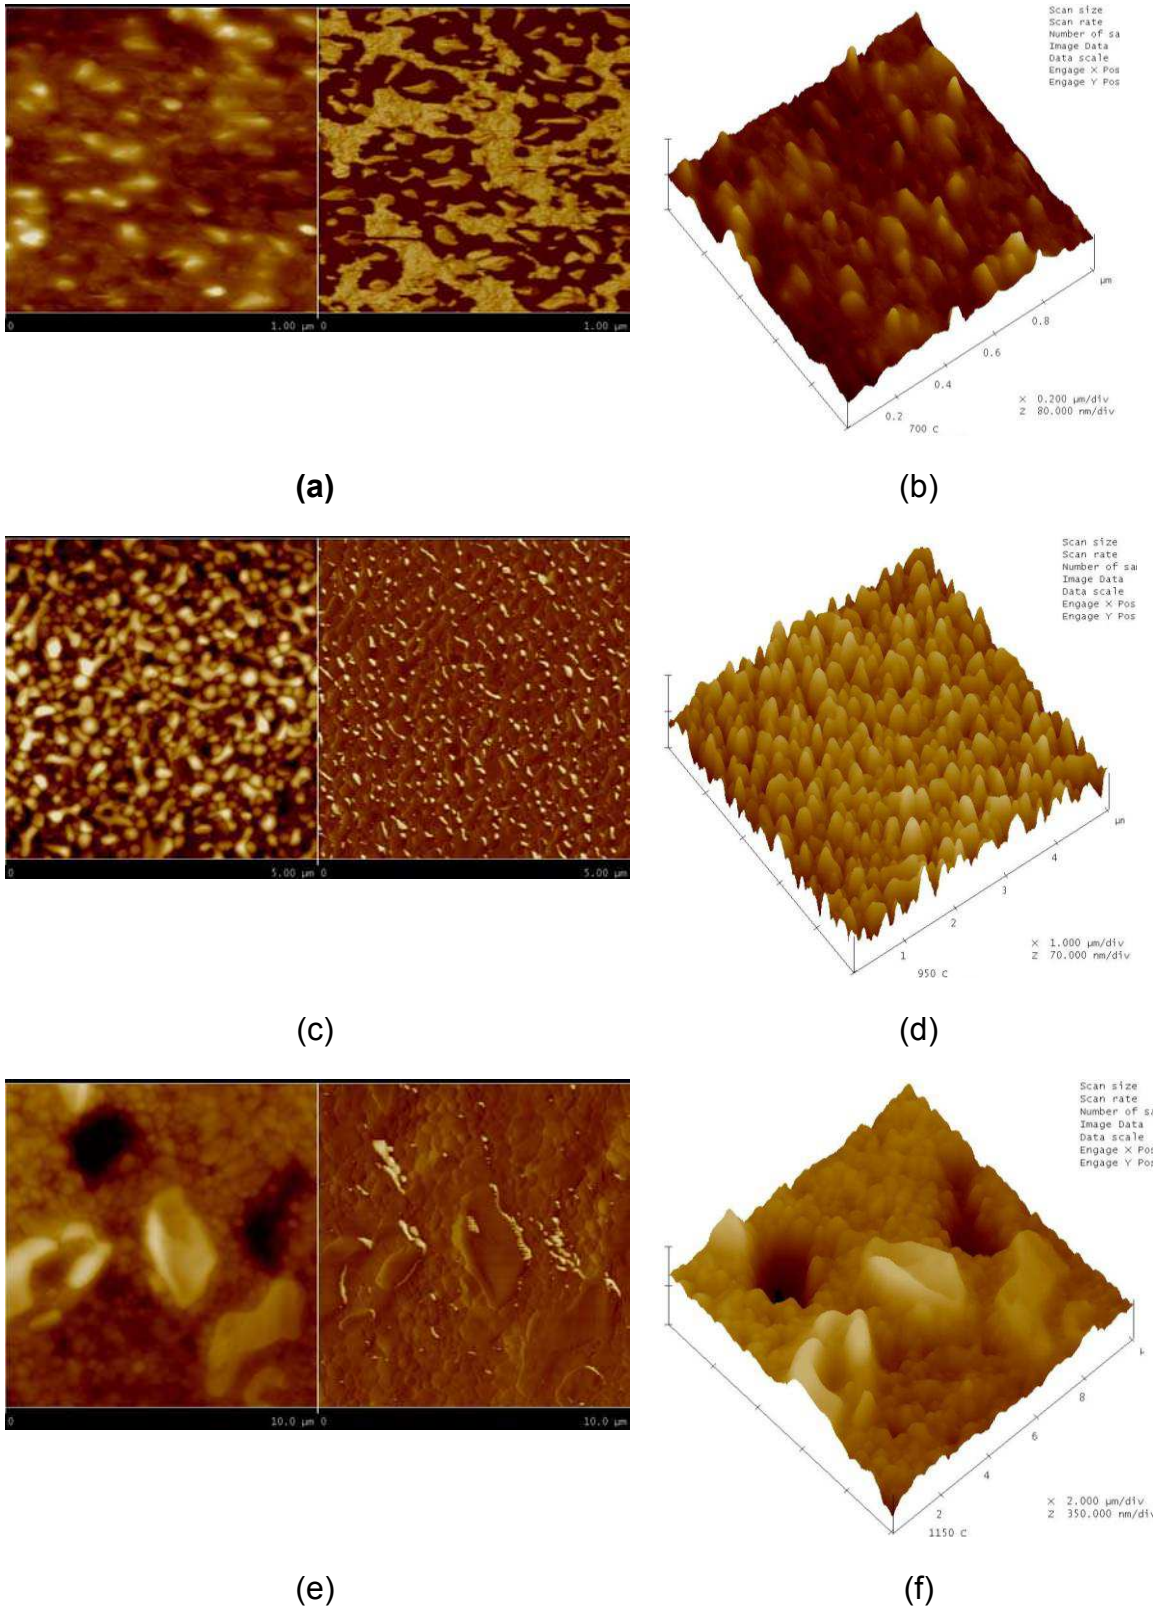 Scan size
Scan rate
Number of sa
Image Data
Data scale
Engage X Pos
Engage Y Pos
µm
0.8
0.6
0.4
0.2
X 0.200 µm/div
Z 80.000 nm/div
700 C
0 1.00 µm 0 1.00 µm
(a) (b)
Scan size
Scan rate
Number of sa
Image Data
Data scale
Engage X Pos
Engage Y Pos
µm
4
3
2
1
X 1.000 µm/div
Z 70.000 nm/div
950 C
0 5.00 µm 0 5.00 µm
(c) (d)
Scan size
Scan rate
Number of sa
Image Data
Data scale
Engage X Pos
Engage Y Pos
8
6
4
2
X 2.000 µm/div
Z 350.000 nm/div
1150 C
0 10.0 µm 0 10.0 µm
(e) (f)